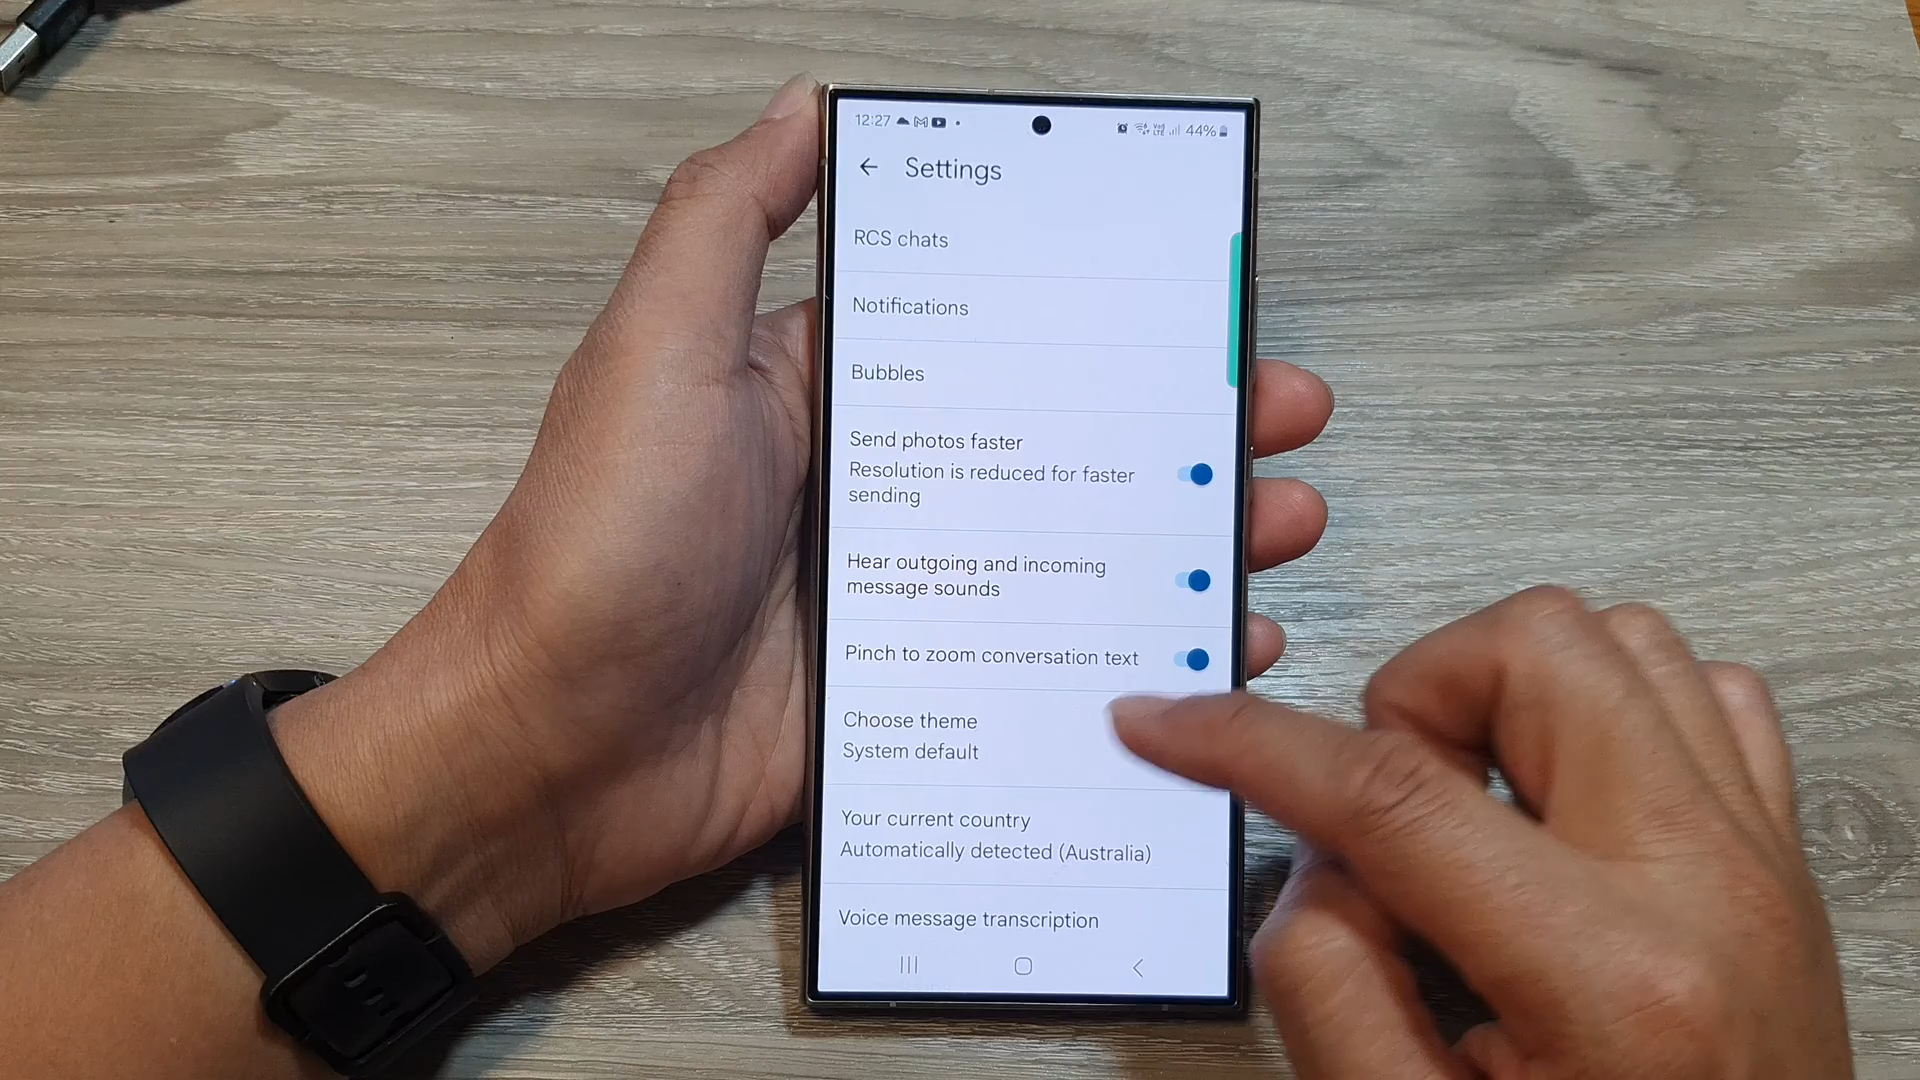 12:27 44%
Settings
RCS chats
Notifications
Bubbles
Send photos faster
Resolution is reduced for faster
sending
Hear outgoing and incoming
message sounds
Pinch to zoom conversation text
Choose theme
System default
Your current country
Automatically detected (Australia)
Voice message transcription